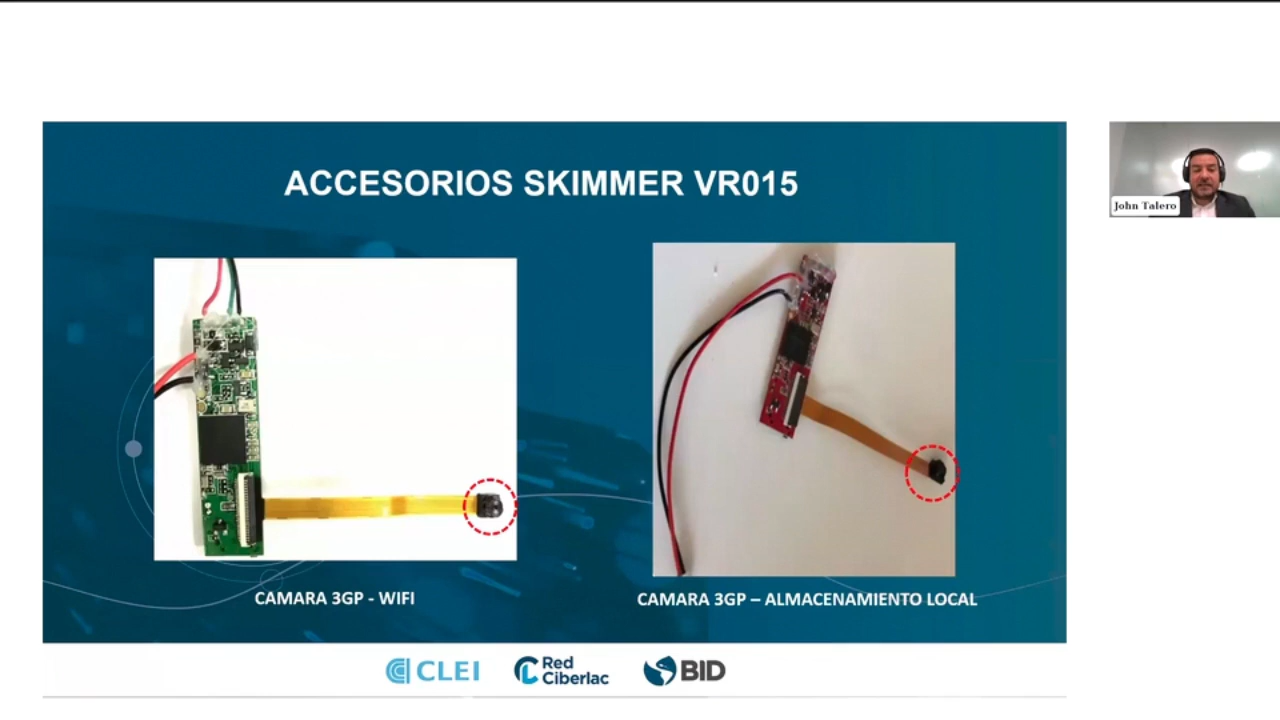 ACCESORIOS SKIMMER VR015
John Talero
CAMARA 3GP - WIFI
CAMARA 3GP – ALMACENAMIENTO LOCAL
CLEI
Red
Ciberlac
BID